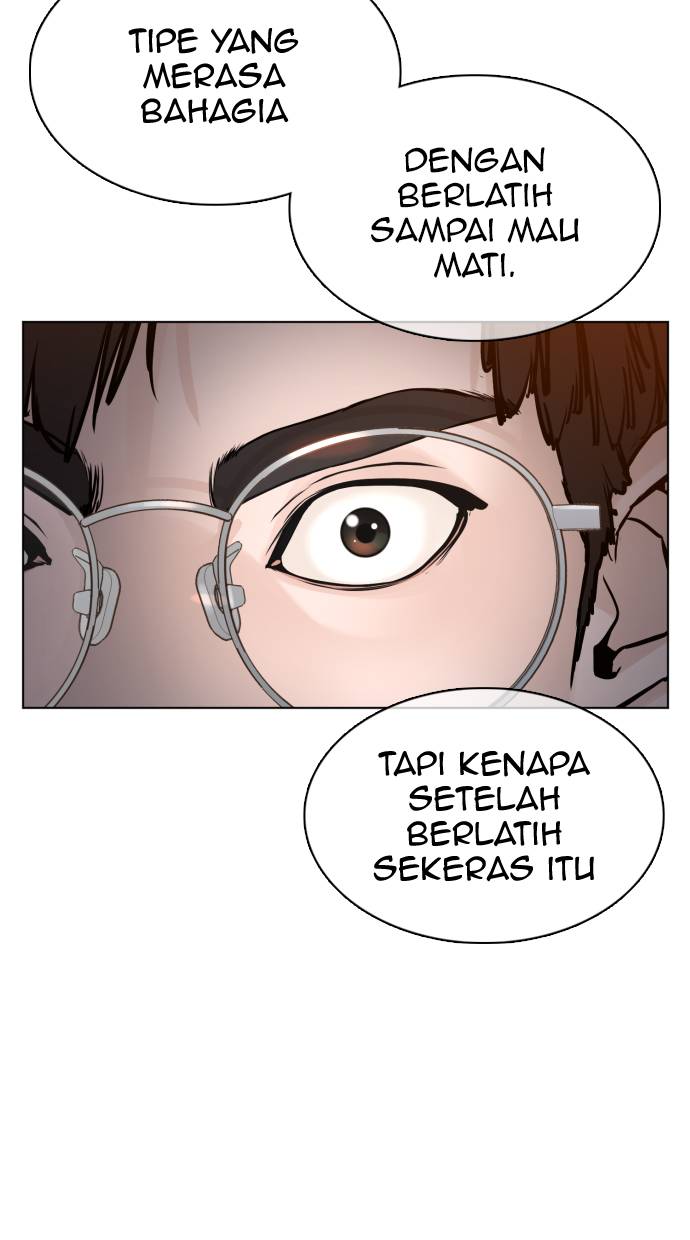 TIPE YANG
MERASA
BAHAGIA
DENGAN
BERLATIH
SAMPAI MAU
MATI.
TAPI KENAPA
SETELAH
BERLATIH
SEKERAS ITU